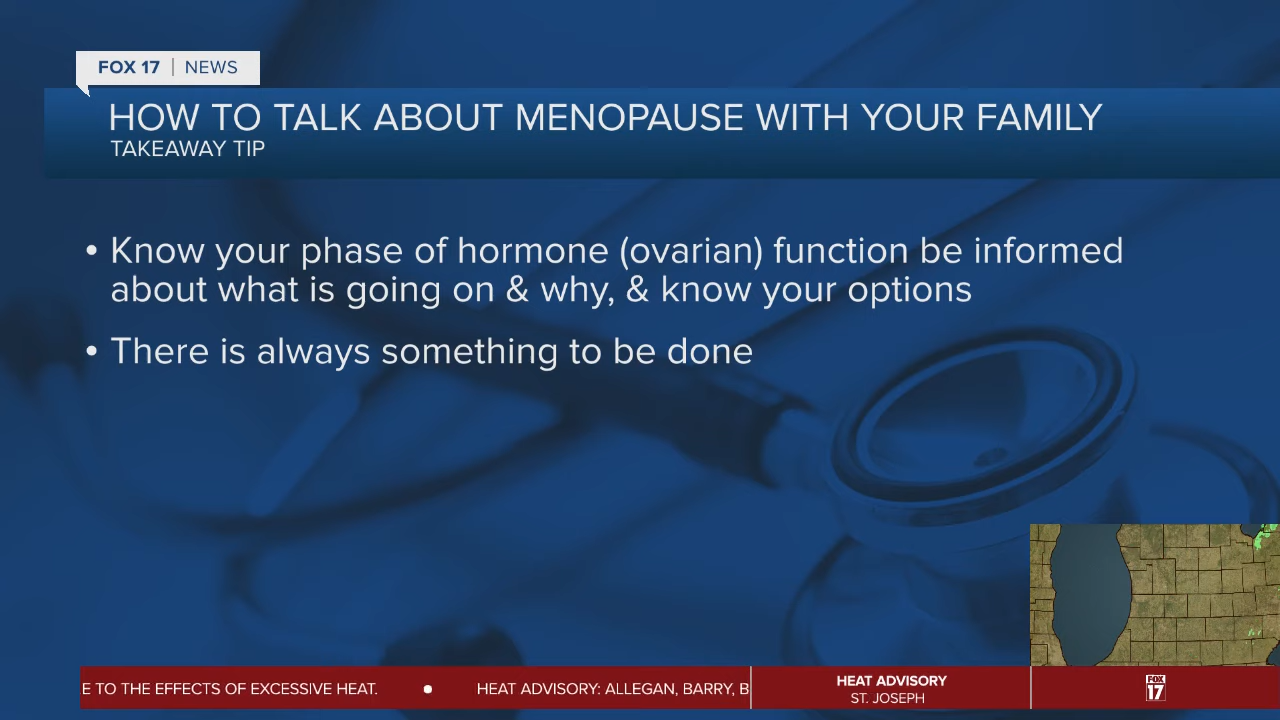 FOX 17 | NEWS
HOW TO TALK ABOUT MENOPAUSE WITH YOUR FAMILY
TAKEAWAY TIP
• Know your phase of hormone (ovarian) function be informed
about what is going on & why, & know your options
• There is always something to be done
E TO THE EFFECTS OF EXCESSIVE HEAT. • HEAT ADVISORY: ALLEGAN, BARRY, B
HEAT ADVISORY
ST. JOSEPH
FOX
17